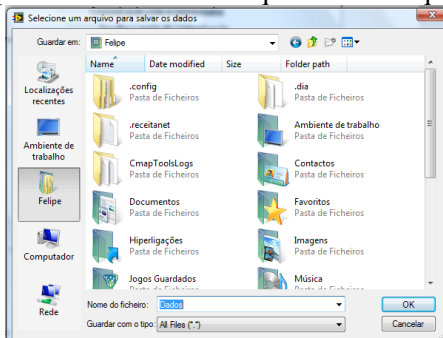 Selecione um arquivo para salvar os dados
Guardar em:
Felipe
Name
Date modified
Size
Folder path
Localizações recentes
Ambiente de trabalho
Felipe
Computador
Rede
.config
Pasta de Ficheiros
.dia
Pasta de Ficheiros
.receitanet
Pasta de Ficheiros
Ambiente de trabalho
Pasta de Ficheiros
CmapToolsLogs
Pasta de Ficheiros
Contactos
Pasta de Ficheiros
Documentos
Pasta de Ficheiros
Favoritos
Pasta de Ficheiros
Hiperligações
Pasta de Ficheiros
Imagens
Pasta de Ficheiros
Jogos Guardados
Música
Nome do ficheiro:
Dados
OK
Guardar com o tipo:
All Files (*.*)
Cancelar